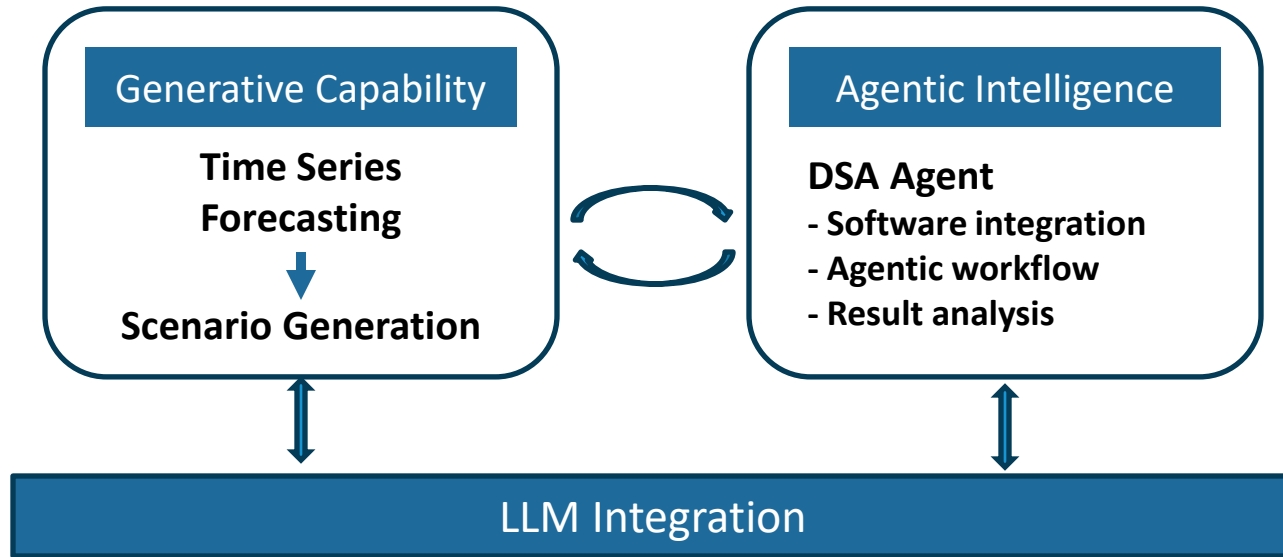 Generative Capability
Time Series
Forecasting
Scenario Generation
Agentic Intelligence
DSA Agent
- Software integration
- Agentic workflow
- Result analysis
LLM Integration